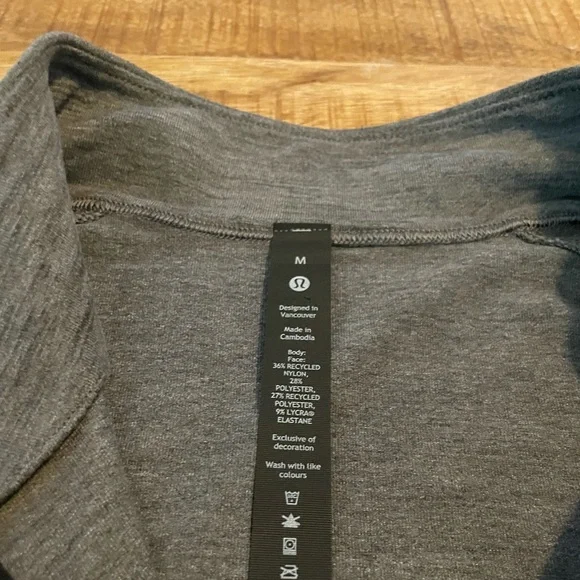 M
Designed in
Vancouver
Made in
Cambodia
Body:
Face:
36% RECYCLED
NYLON,
28%
POLYESTER,
27% RECYCLED
POLYESTER,
9% LYCRA®
ELASTANE
Exclusive of
decoration
Wash with like
colours